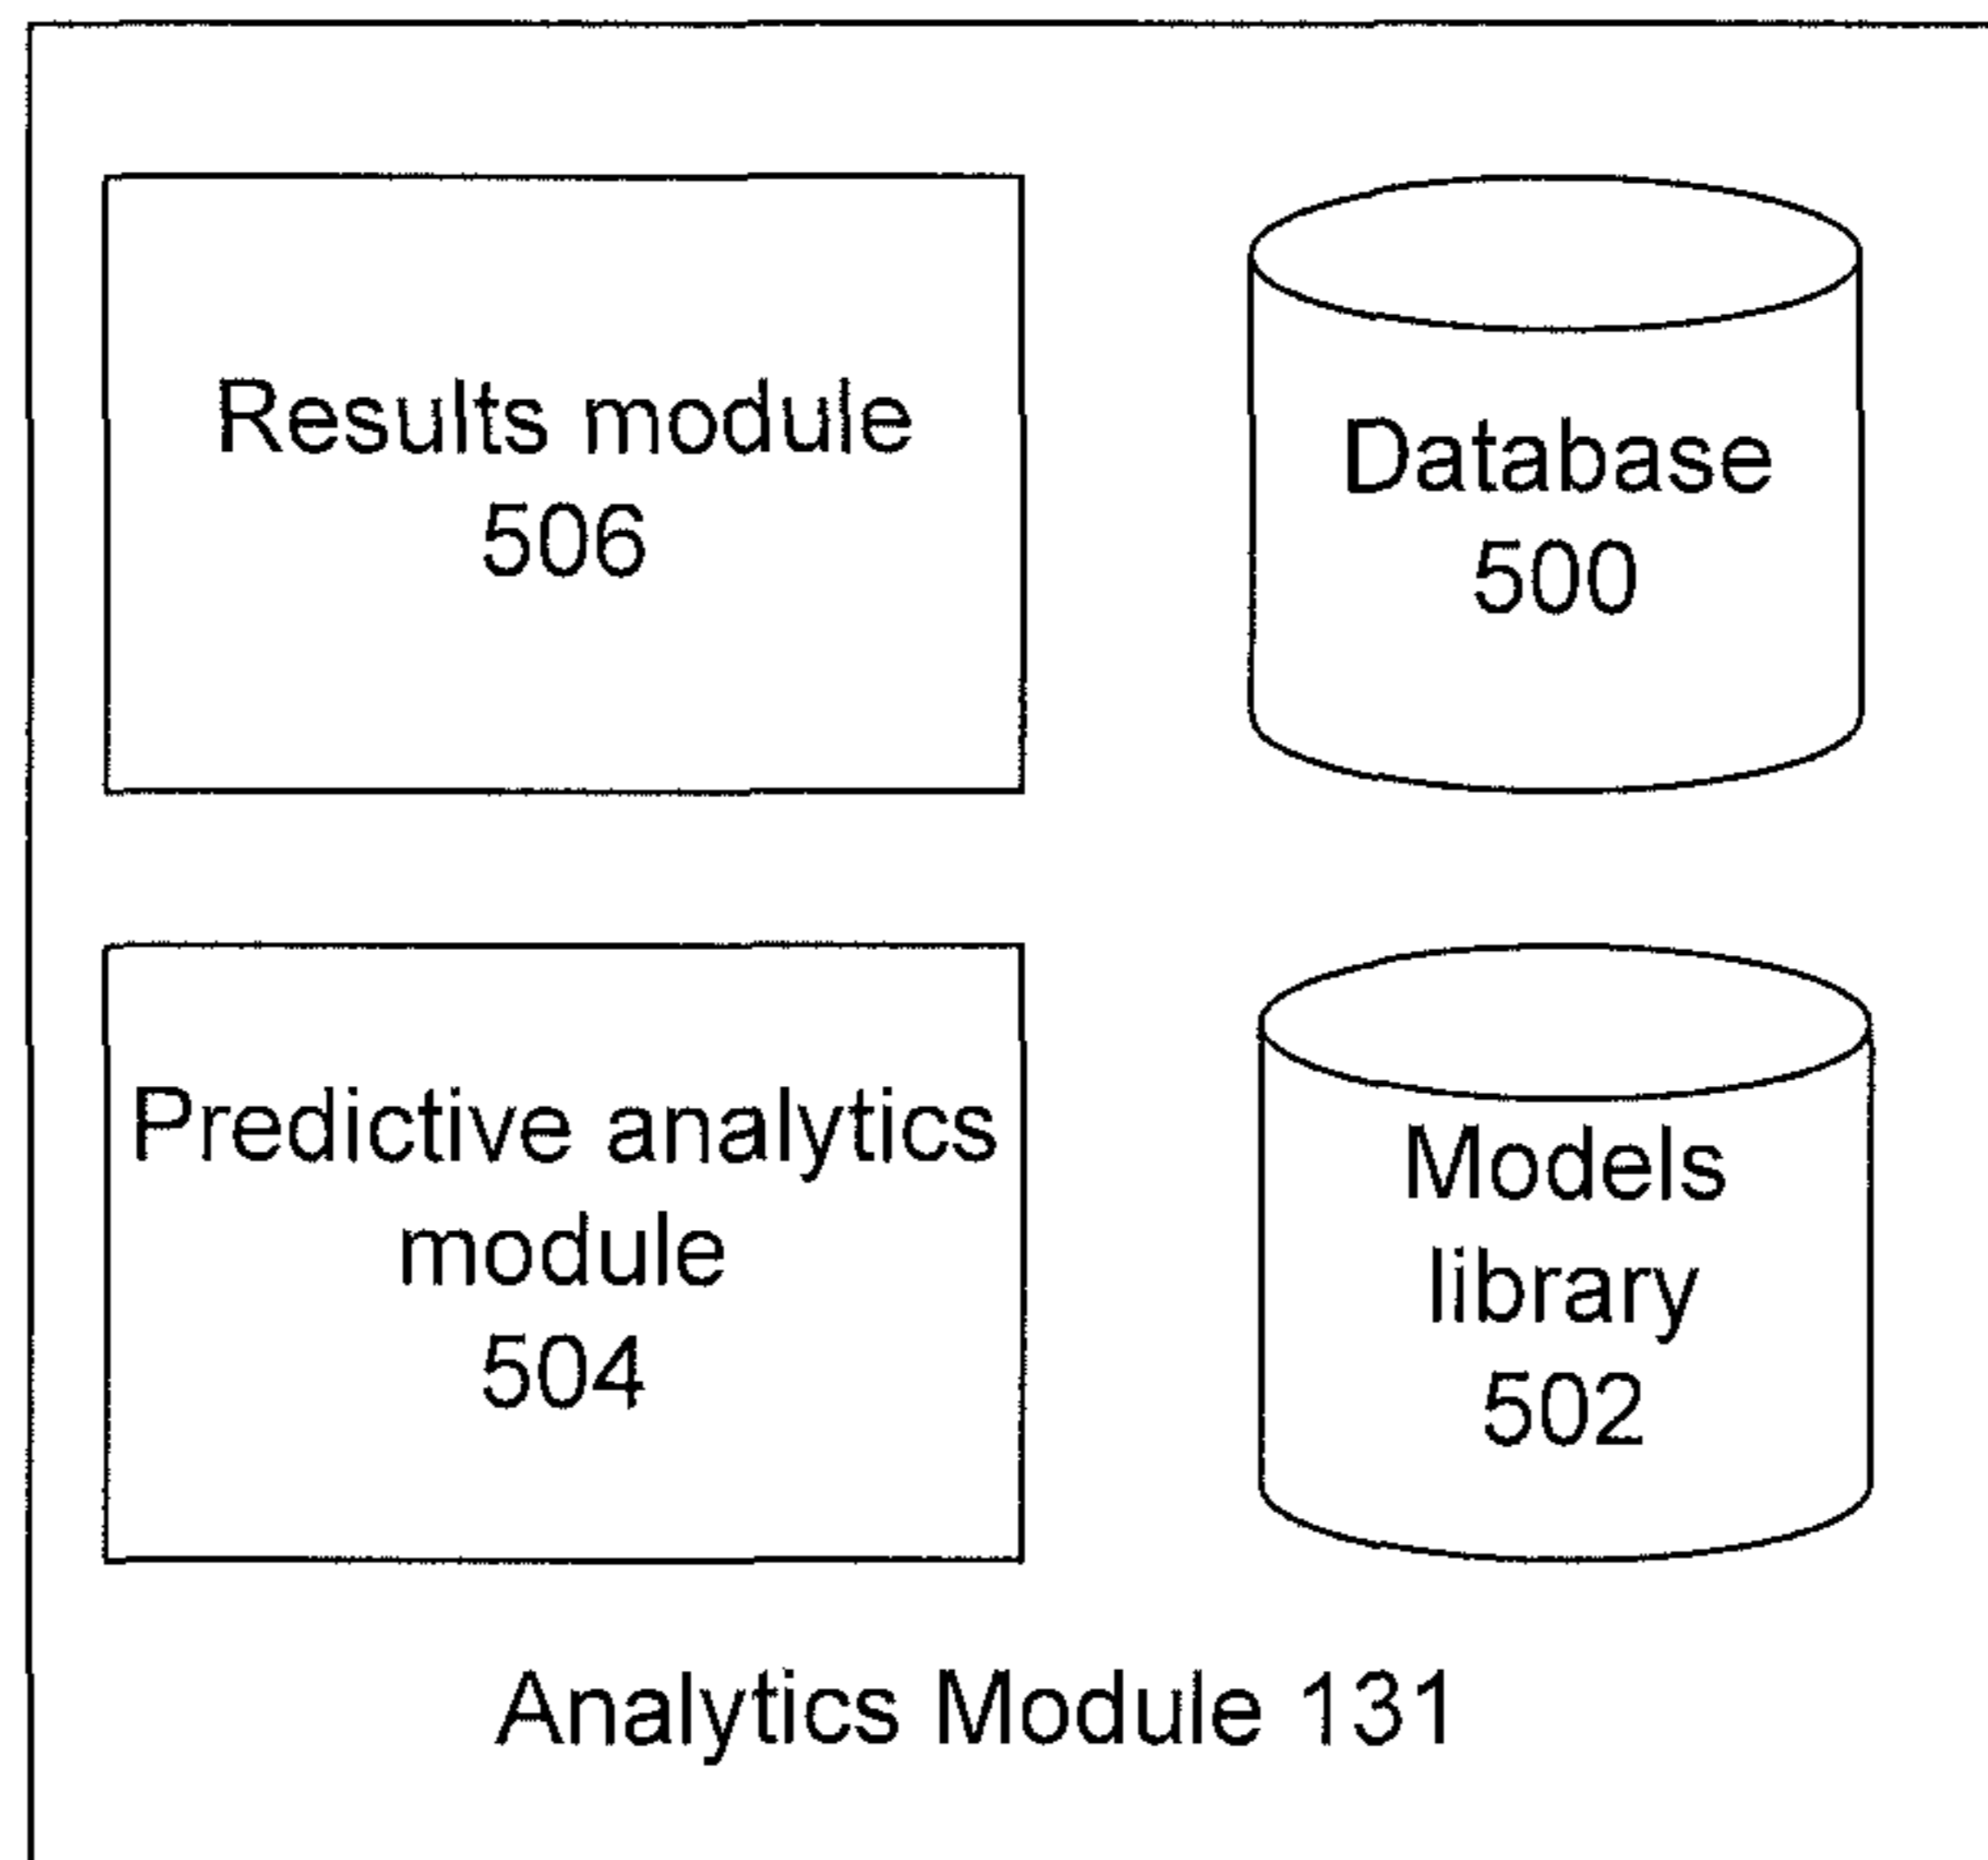 Results module
506
Database
500
Predictive analytics
module
504
Models
library
502
Analytics Module 131